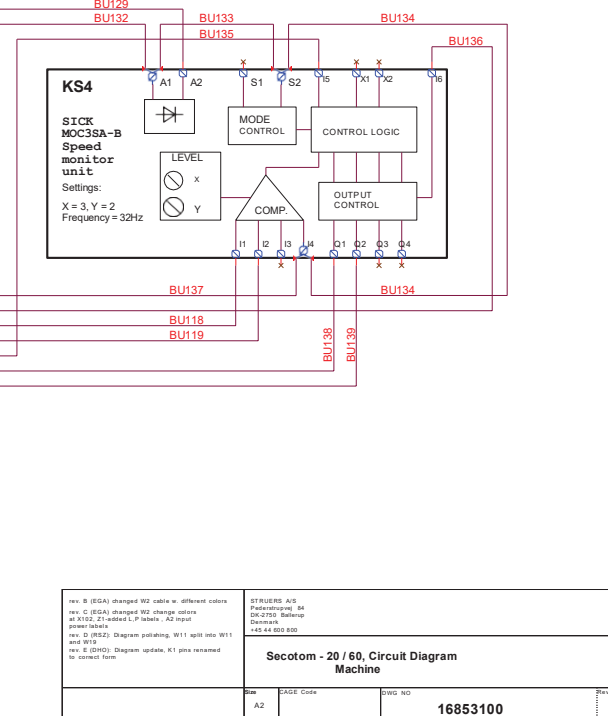 BU129
BU132
BU133
BU134
BU135
BU136
KS4
A1
A2
S1
S2
I5
X1
X2
I6
SICK
MOC3SA-B
Speed
monitor
unit
Settings:
X = 3, Y = 2
Frequency = 32Hz
MODE
CONTROL
CONTROL LOGIC
LEVEL
X
Y
COMP.
OUTPUT
CONTROL
I1
I2
I3
I4
Q1
Q2
Q3
Q4
BU137
BU134
BU118
BU119
BU138
BU139
rev. B (EGA) changed W2 cable w. different colors
rev. C (EGA) changed W2 change colors
at X102, Z1-added L,P labels , A2 input
power labels
rev. D (RSZ): Diagram polishing, W11 split into W11
and W19
rev. E (DHO): Diagram update, K1 pins renamed
to correct form
STRUERS A/S
Pederstrupvej 84
DK-2750 Ballerup
Denmark
+45 44 600 800
Secotom - 20 / 60, Circuit Diagram
Machine
Size
A2
CAGE Code
DWG NO
16853100
Rev